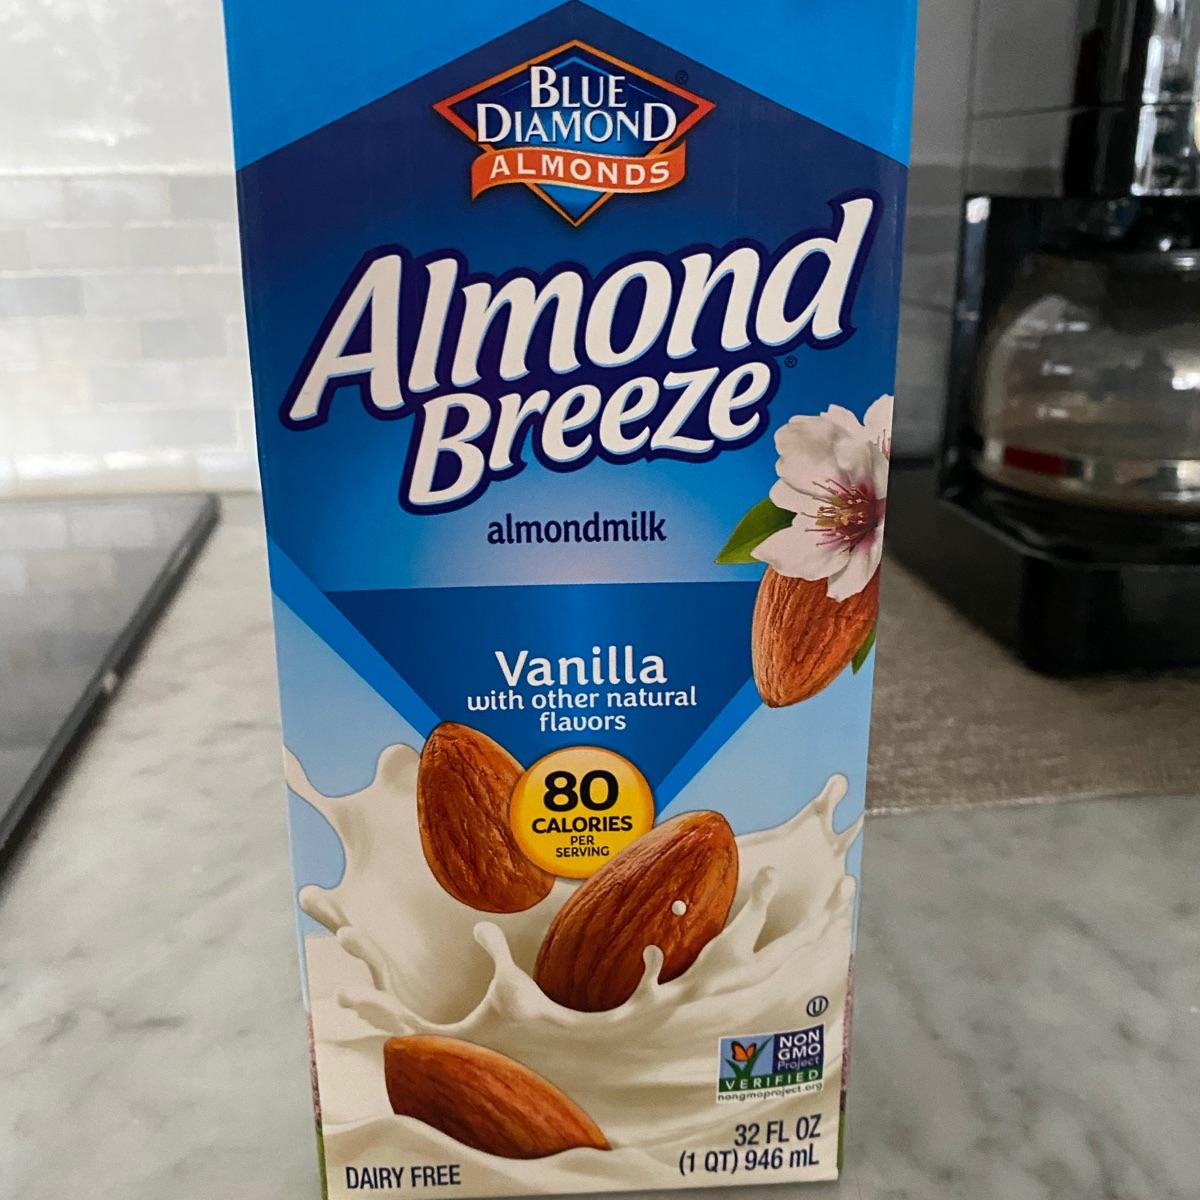 BLUE
DIAMOND
ALMONDS
®
Almond
Breeze®
almondmilk
Vanilla
with other natural
flavors
80
CALORIES
PER
SERVING
U
NON
GMO
Project
VERIFIED
nongmoproject.org
32 FL OZ
(1 QT) 946 mL
DAIRY FREE